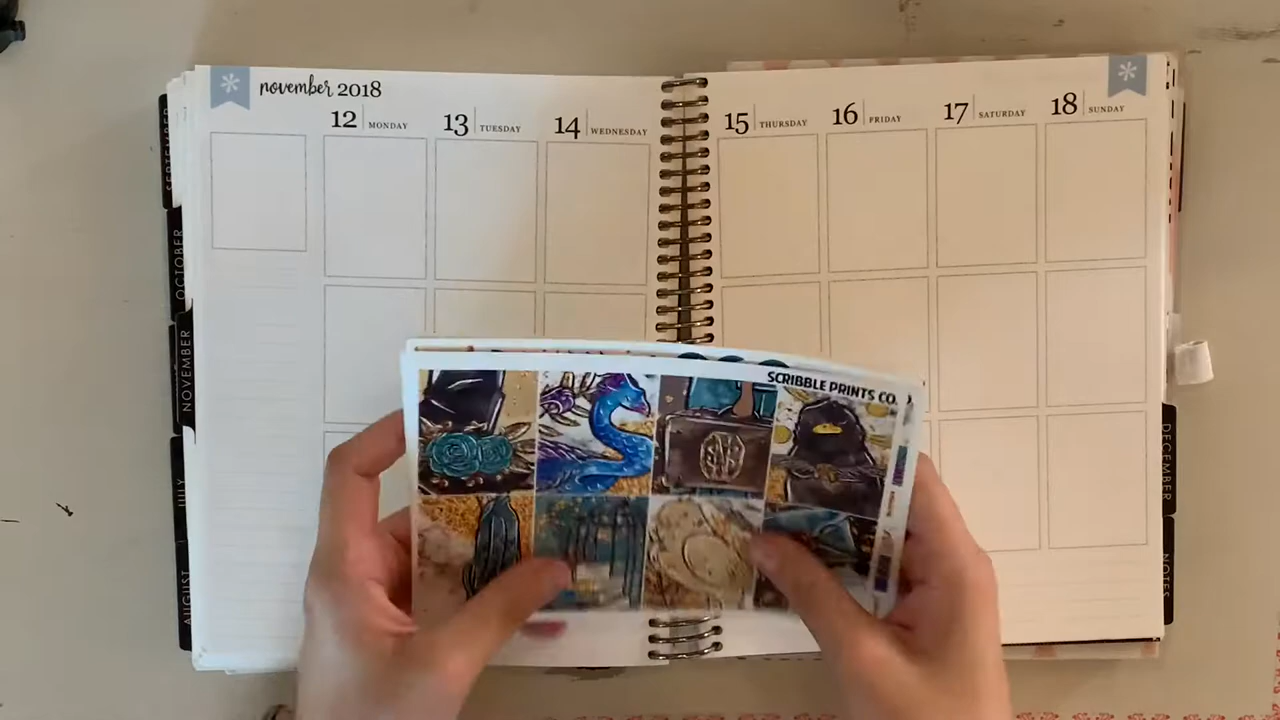 november 2018
12 MONDAY
13 TUESDAY
14 WEDNESDAY
15 THURSDAY
16 FRIDAY
17 SATURDAY
18 SUNDAY
SEPTEMBER
OCTOBER
NOVEMBER
JULY
AUGUST
DECEMBER
NOTES
SCRIBBLE PRINTS CO.